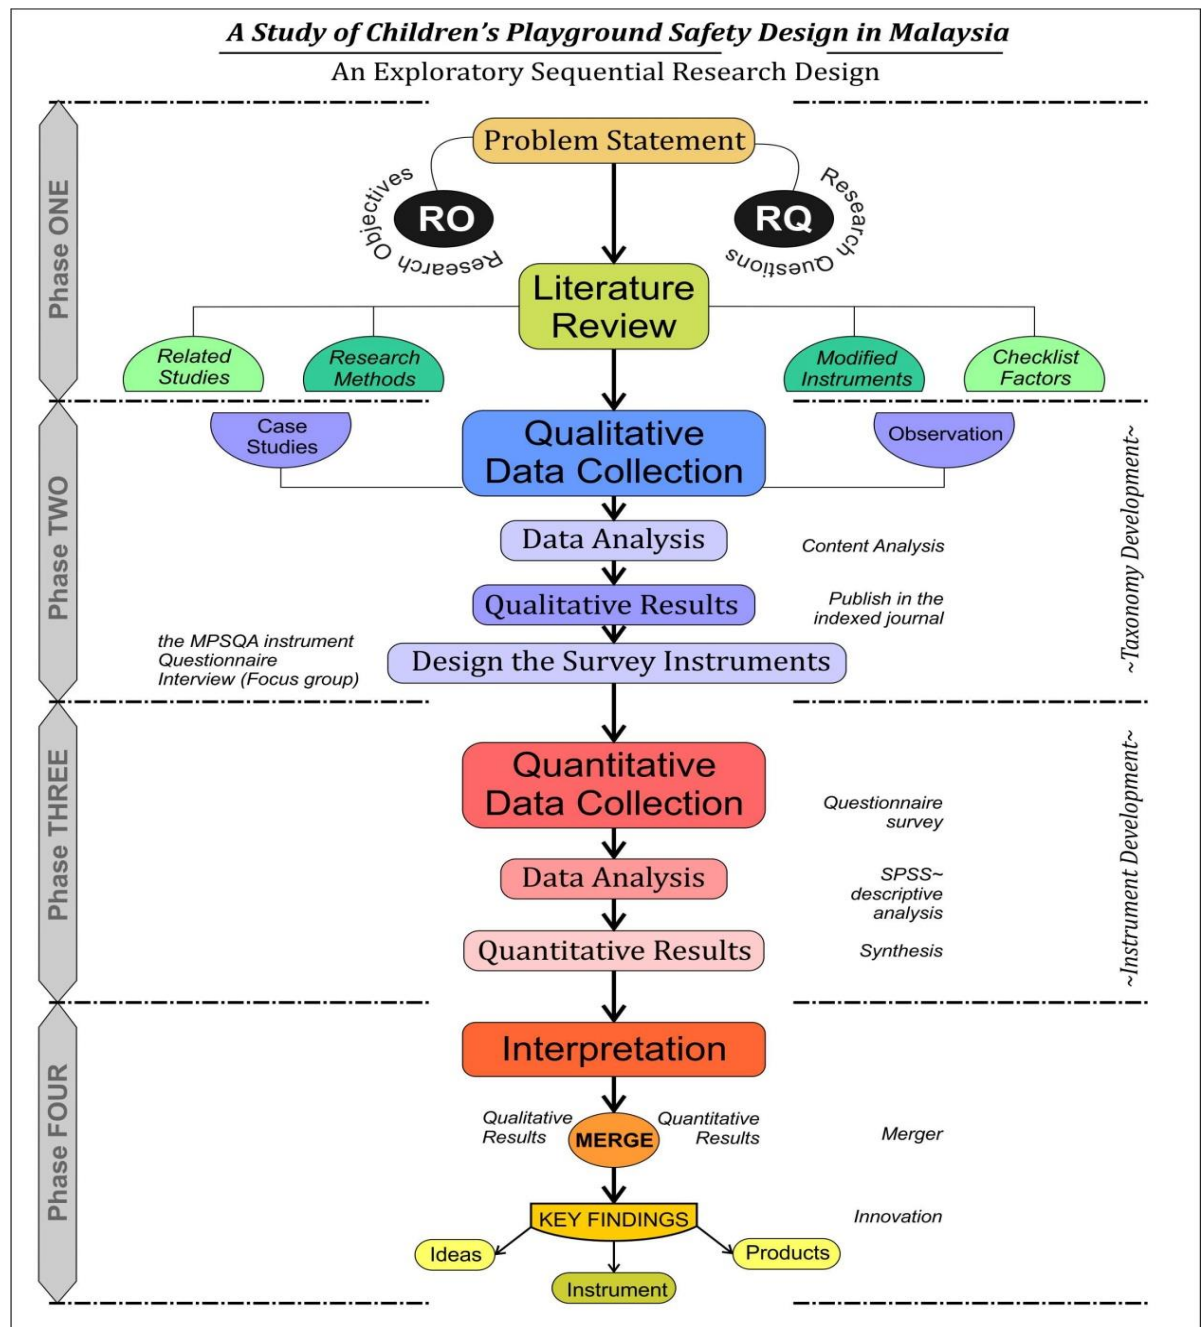 A Study of Children's Playground Safety Design in Malaysia
An Exploratory Sequential Research Design
Phase ONE
Problem Statement
RO
Research Objectives
RQ
Research Questions
Literature
Review
Related
Studies
Research
Methods
Modified
Instruments
Checklist
Factors
Phase TWO
Case
Studies
Qualitative
Data Collection
Observation
~Taxonomy Development~
Data Analysis
Content Analysis
Qualitative Results
Publish in the
indexed journal
the MPSQA instrument
Questionnaire
Interview (Focus group)
Design the Survey Instruments
Phase THREE
Quantitative
Data Collection
Questionnaire
survey
~Instrument Development~
Data Analysis
SPSS~
descriptive
analysis
Quantitative Results
Synthesis
Phase FOUR
Interpretation
Qualitative
Results
MERGE
Quantitative
Results
Merger
KEY FINDINGS
Innovation
Ideas
Products
Instrument